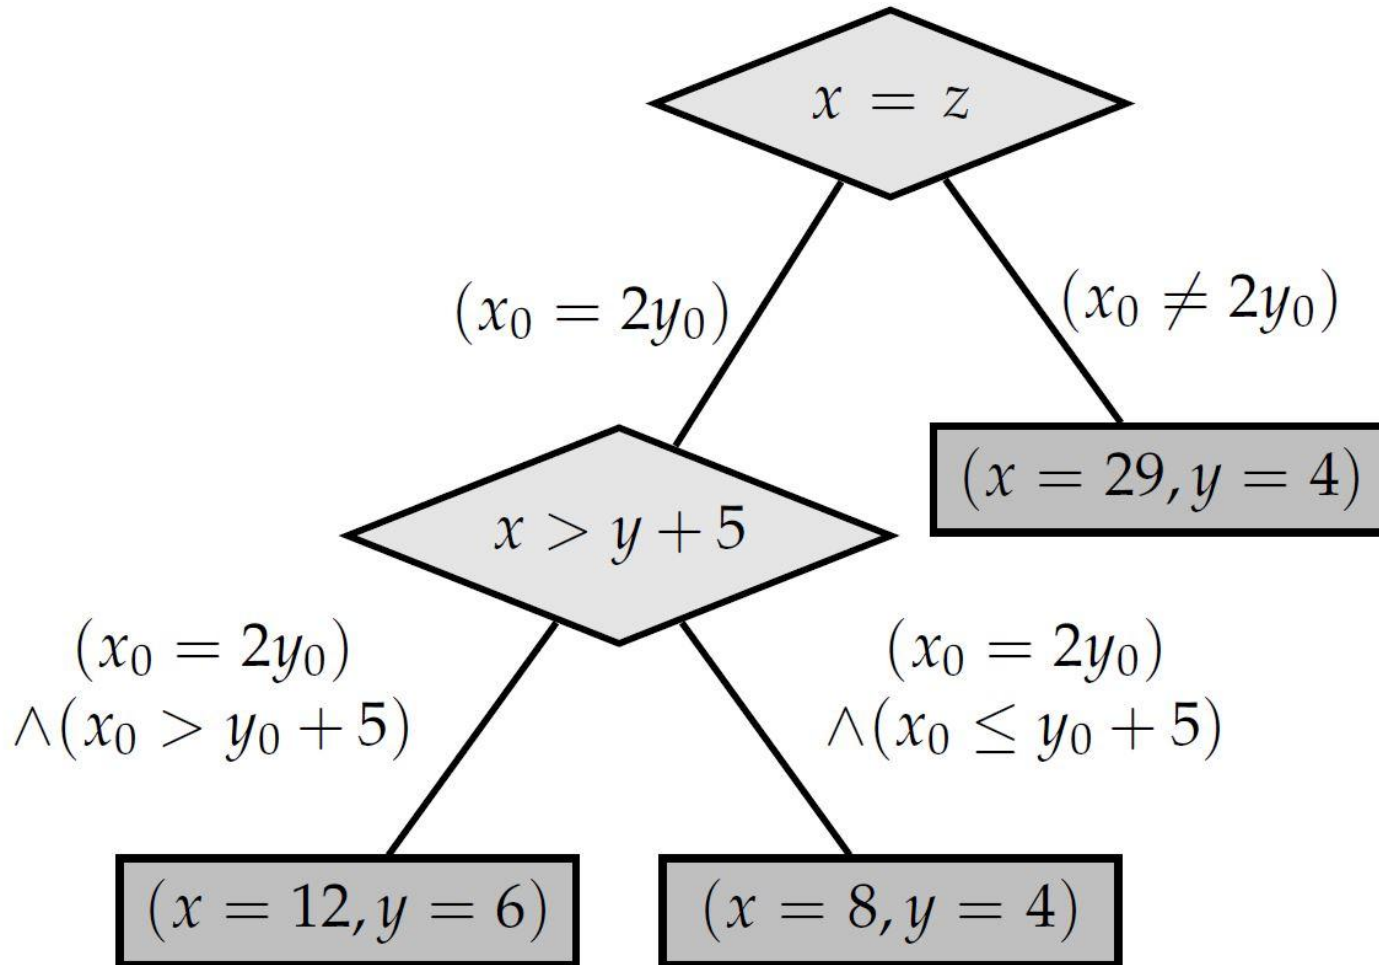 x = z
(x₀ = 2y₀)
(x₀ ≠ 2y₀)
(x = 29, y = 4)
x > y + 5
(x₀ = 2y₀)
∧(x₀ > y₀ + 5)
(x₀ = 2y₀)
∧(x₀ ≤ y₀ + 5)
(x = 12, y = 6)
(x = 8, y = 4)